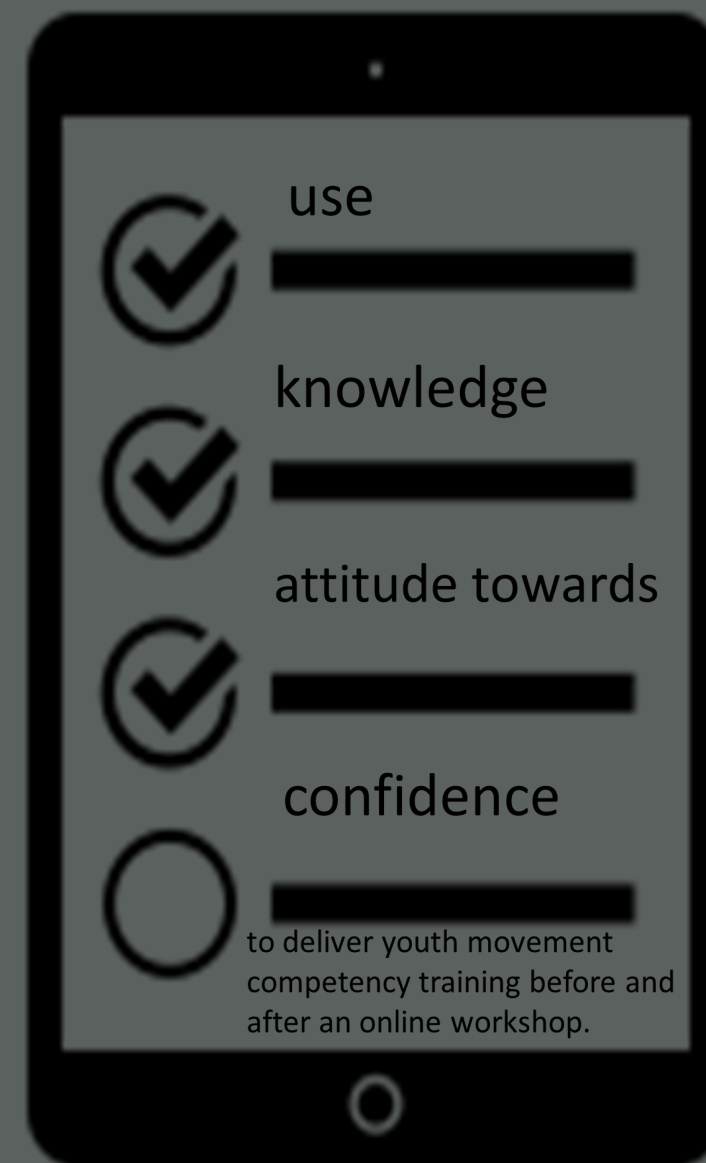 use
knowledge
attitude towards
confidence
to deliver youth movement
competency training before and
after an online workshop.